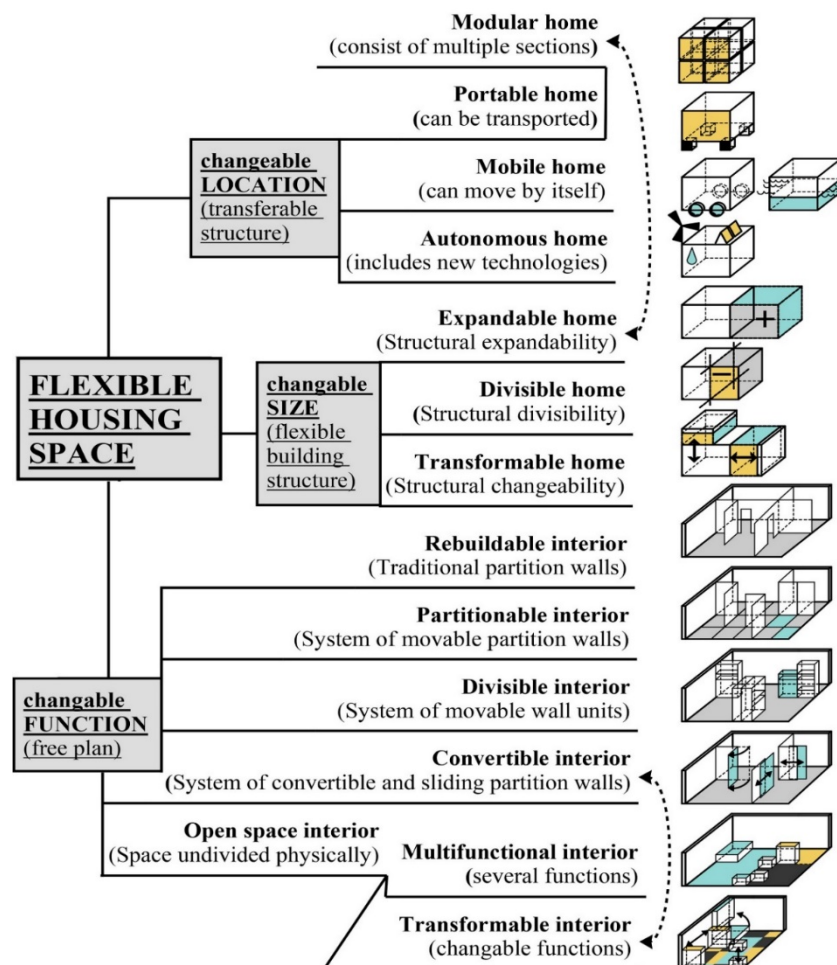 Modular home
(consist of multiple sections)
Portable home
(can be transported)
changeable
LOCATION
(transferable
structure)
Mobile home
(can move by itself)
Autonomous home
(includes new technologies)
Expandable home
(Structural expandability)
FLEXIBLE
HOUSING
SPACE
changable
SIZE
(flexible
building
structure)
Divisible home
(Structural divisibility)
Transformable home
(Structural changeability)
Rebuildable interior
(Traditional partition walls)
Partitionable interior
(System of movable partition walls)
changable
FUNCTION
(free plan)
Divisible interior
(System of movable wall units)
Convertible interior
(System of convertible and sliding partition walls)
Open space interior
(Space undivided physically)
Multifunctional interior
(several functions)
Transformable interior
(changable functions)